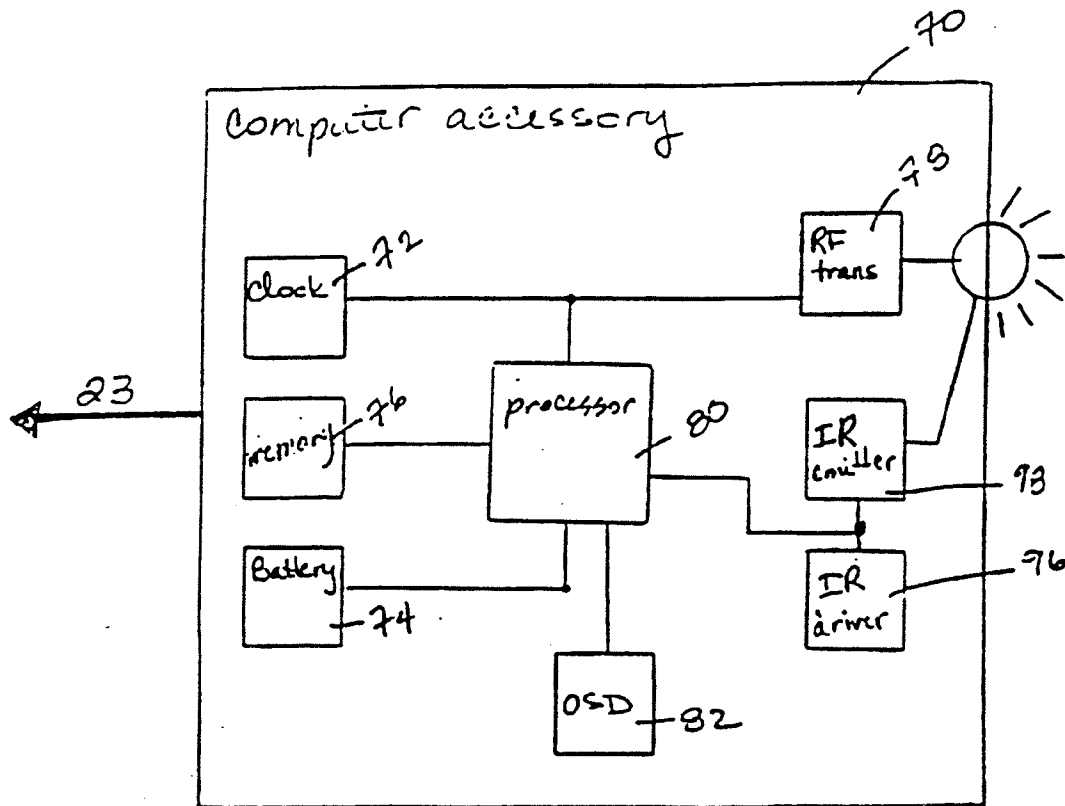 70
computer accessory
78
RF
trans
72
clock
23
processor
80
76
memory
IR
emitter
93
Battery
74
IR
driver
96
OSD
82